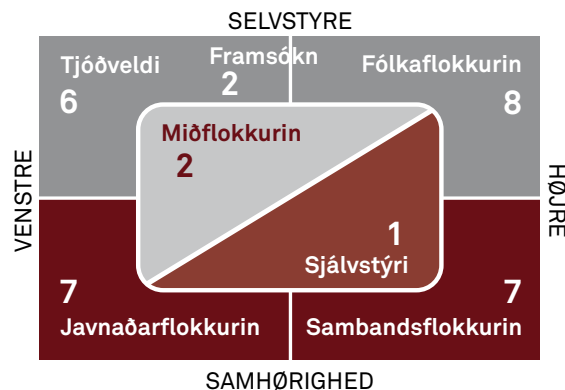 SELVSTYRE
Tjóðveldi
6
Framsókn
2
Fólkaflokkurin
8
Miðflokkurin
2
VENSTRE
HØJRE
1
Sjálvstýri
7
Javnaðarflokkurin
7
Sambandsflokkurin
SAMHØRIGHED